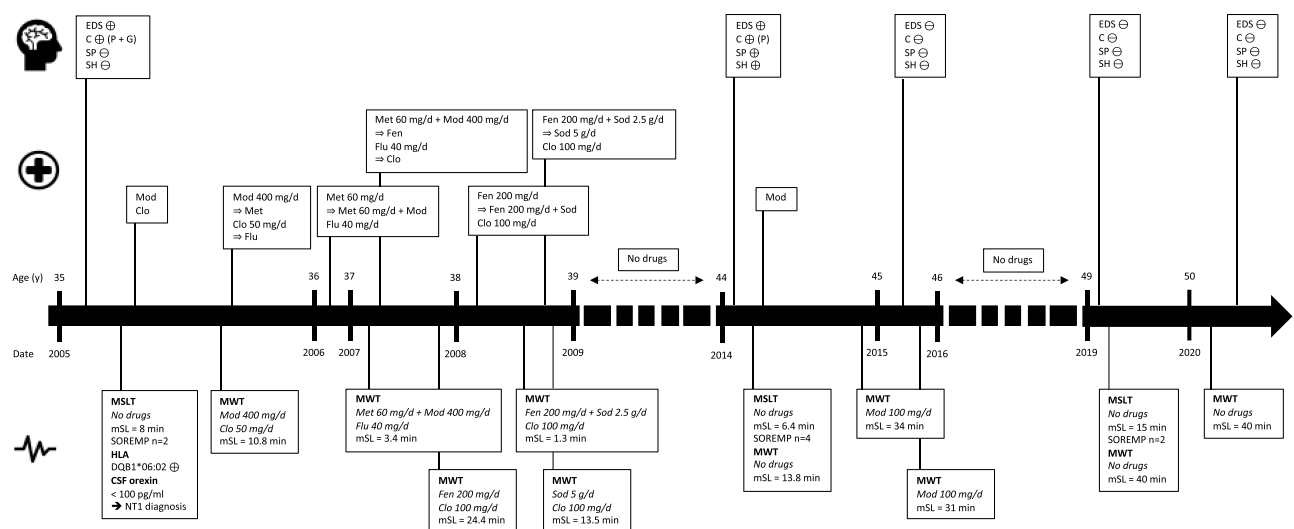 EDS ⊕
C ⊕ (P + G)
SP ⊖
SH ⊖
EDS ⊕
C ⊕ (P)
SP ⊕
SH ⊕
EDS ⊖
C ⊖
SP ⊖
SH ⊖
EDS ⊖
C ⊖
SP ⊖
SH ⊖
EDS ⊖
C ⊖
SP ⊖
SH ⊖
Met 60 mg/d + Mod 400 mg/d
⇒ Fen
Flu 40 mg/d
⇒ Clo
Fen 200 mg/d + Sod 2.5 g/d
⇒ Sod 5 g/d
Clo 100 mg/d
Mod
Clo
Mod 400 mg/d
⇒ Met
Clo 50 mg/d
⇒ Flu
Met 60 mg/d
⇒ Met 60 mg/d + Mod
Flu 40 mg/d
Fen 200 mg/d
⇒ Fen 200 mg/d + Sod
Clo 100 mg/d
Mod
No drugs
No drugs
Age (y) 35 36 37 38 39 44 45 46 49 50
Date 2005 2006 2007 2008 2009 2014 2015 2016 2019 2020
MSLT
No drugs
mSL = 8 min
SOREMP n=2
HLA
DQB1*06:02 ⊕
CSF orexin
< 100 pg/ml
➔ NT1 diagnosis
MWT
Mod 400 mg/d
Clo 50 mg/d
mSL = 10.8 min
MWT
Met 60 mg/d + Mod 400 mg/d
Flu 40 mg/d
mSL = 3.4 min
MWT
Fen 200 mg/d
Clo 100 mg/d
mSL = 24.4 min
MWT
Fen 200 mg/d + Sod 2.5 g/d
Clo 100 mg/d
mSL = 1.3 min
MWT
Sod 5 g/d
Clo 100 mg/d
mSL = 13.5 min
MSLT
No drugs
mSL = 6.4 min
SOREMP n=4
MWT
No drugs
mSL = 13.8 min
MWT
Mod 100 mg/d
mSL = 34 min
MWT
Mod 100 mg/d
mSL = 31 min
MSLT
No drugs
mSL = 15 min
SOREMP n=2
MWT
No drugs
mSL = 40 min
MWT
No drugs
mSL = 40 min